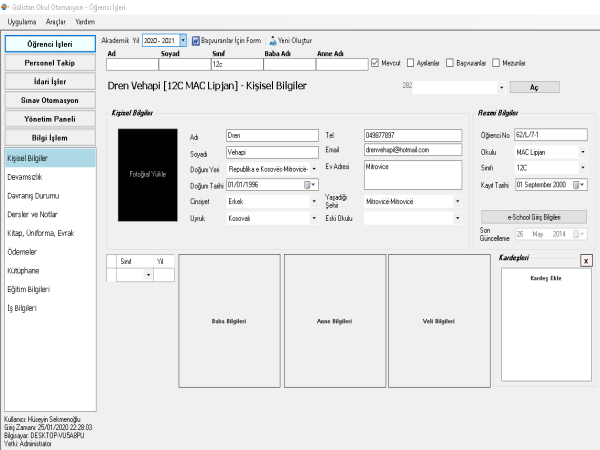 Gülistan Okul Otomasyon - Öğrenci İşleri
Uygulama Araçlar Yardım
Öğrenci İşleri
Personel Takip
İdari İşler
Sınav Otomasyon
Yönetim Paneli
Bilgi İşlem
Kişisel Bilgiler
Devamsızlık
Davranış Durumu
Dersler ve Notlar
Kitap, Üniforma, Evrak
Ödemeler
Kütüphane
Eğitim Bilgileri
İş Bilgileri
Kullanıcı: Hüseyin Sekmenoğlu
Giriş Zamanı: 25/01/2020 22:28:03
Bilgisayar: DESKTOP-VU5A8PU
Yetki: Administrator
Akademik Yıl 2020 - 2021 Başvuranlar İçin Form Yeni Oluştur
Ad Soyad Sınıf Baba Adı Anne Adı
12c
Mevcut Ayrılanlar Başvuranlar Mezunlar
Dren Vehapi [12C MAC Lipjan] - Kişisel Bilgiler
282 Aç
Kişisel Bilgiler
Fotoğraf Yükle
Adı Dren
Soyadı Vehapi
Doğum Yeri Republika e Kosovës-Mitrovicë-
Doğum Tarihi 01/01/1996
Cinsiyet Erkek
Uyruk Kosovalı
Tel 049877897
Email drenvehapi@hotmail.com
Ev Adresi Mitrovice
Yaşadığı Şehir Mitrovicë-Mitrovicë
Eski Okulu
Resmi Bilgiler
Öğrenci No 62/L/7-1
Okulu MAC Lipjan
Sınıfı 12C
Kayıt Tarihi 01 September 2000
e-School Giriş Bilgileri
Son Güncelleme 26 May 2014
Sınıf Yıl
Baba Bilgileri
Anne Bilgileri
Veli Bilgileri
Kardeşleri
x
Kardeş Ekle